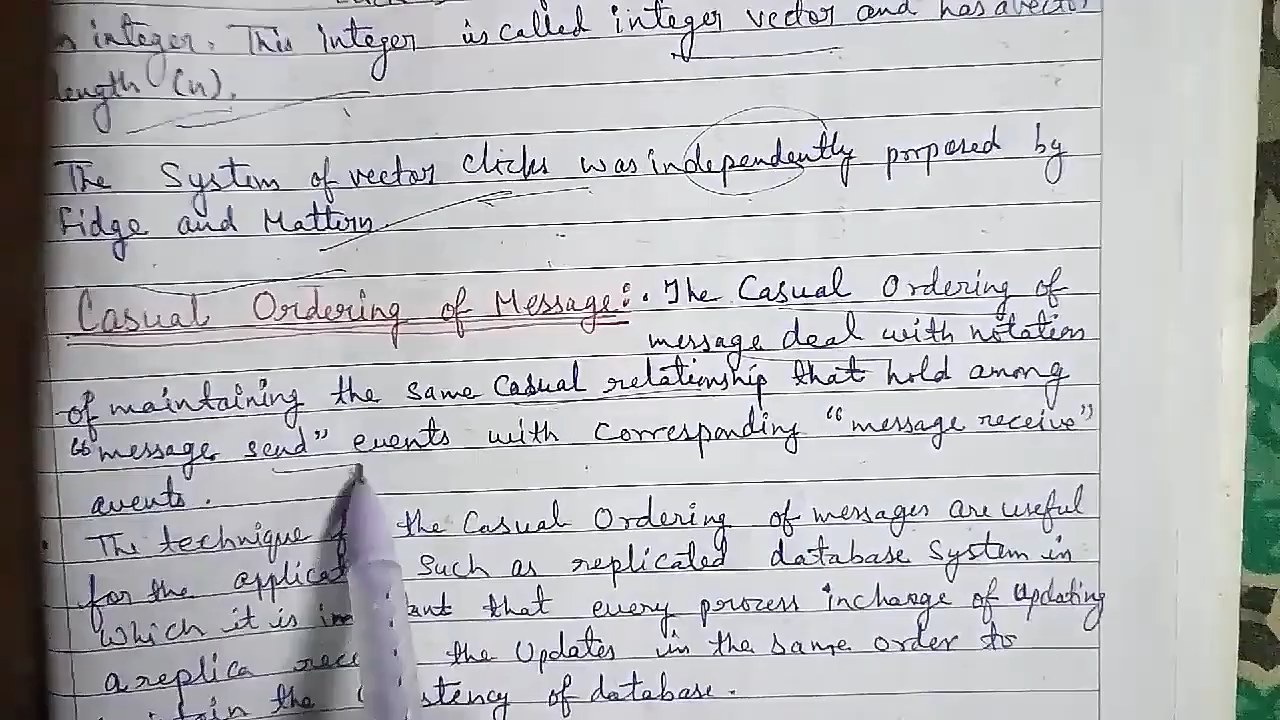 integer. This integer is called integer vector and has a vector
length (n).
The System of vector Clicks was independently proposed by
Fidge and Mattorn.
Casual Ordering of Message:. The Casual Ordering of
message deal with notation
of maintaining the same Casual relationship that hold among
"message send" events with corresponding "message receive"
events.
The technique the Casual Ordering of messages are useful
for the Such as replicated database System in
which it is that every process incharge of Updating
a replica the Updates in the same order to
in the of database.